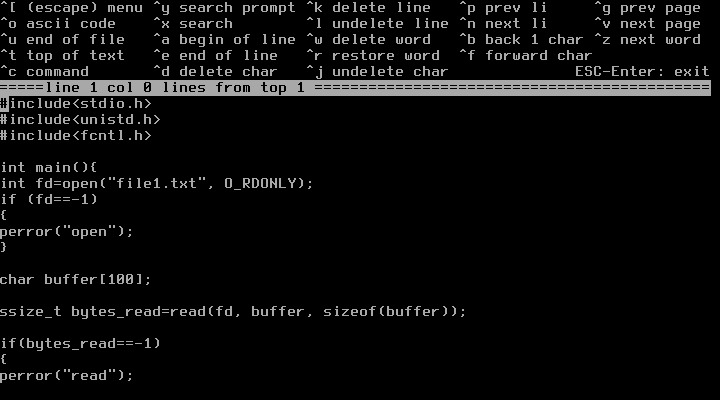 ^[ (escape) menu ^y search prompt ^k delete line ^p prev li ^g prev page
^o ascii code ^x search ^l undelete line ^n next li ^v next page
^u end of file ^a begin of line ^w delete word ^b back 1 char ^z next word
^t top of text ^e end of line ^r restore word ^f forward char
^c command ^d delete char ^j undelete char ESC-Enter: exit
=====line 1 col 0 lines from top 1 ============================================
#include<stdio.h>
#include<unistd.h>
#include<fcntl.h>
int main(){
int fd=open("file1.txt", O_RDONLY);
if (fd==-1)
{
perror("open");
}
char buffer[100];
ssize_t bytes_read=read(fd, buffer, sizeof(buffer));
if(bytes_read==-1)
{
perror("read");